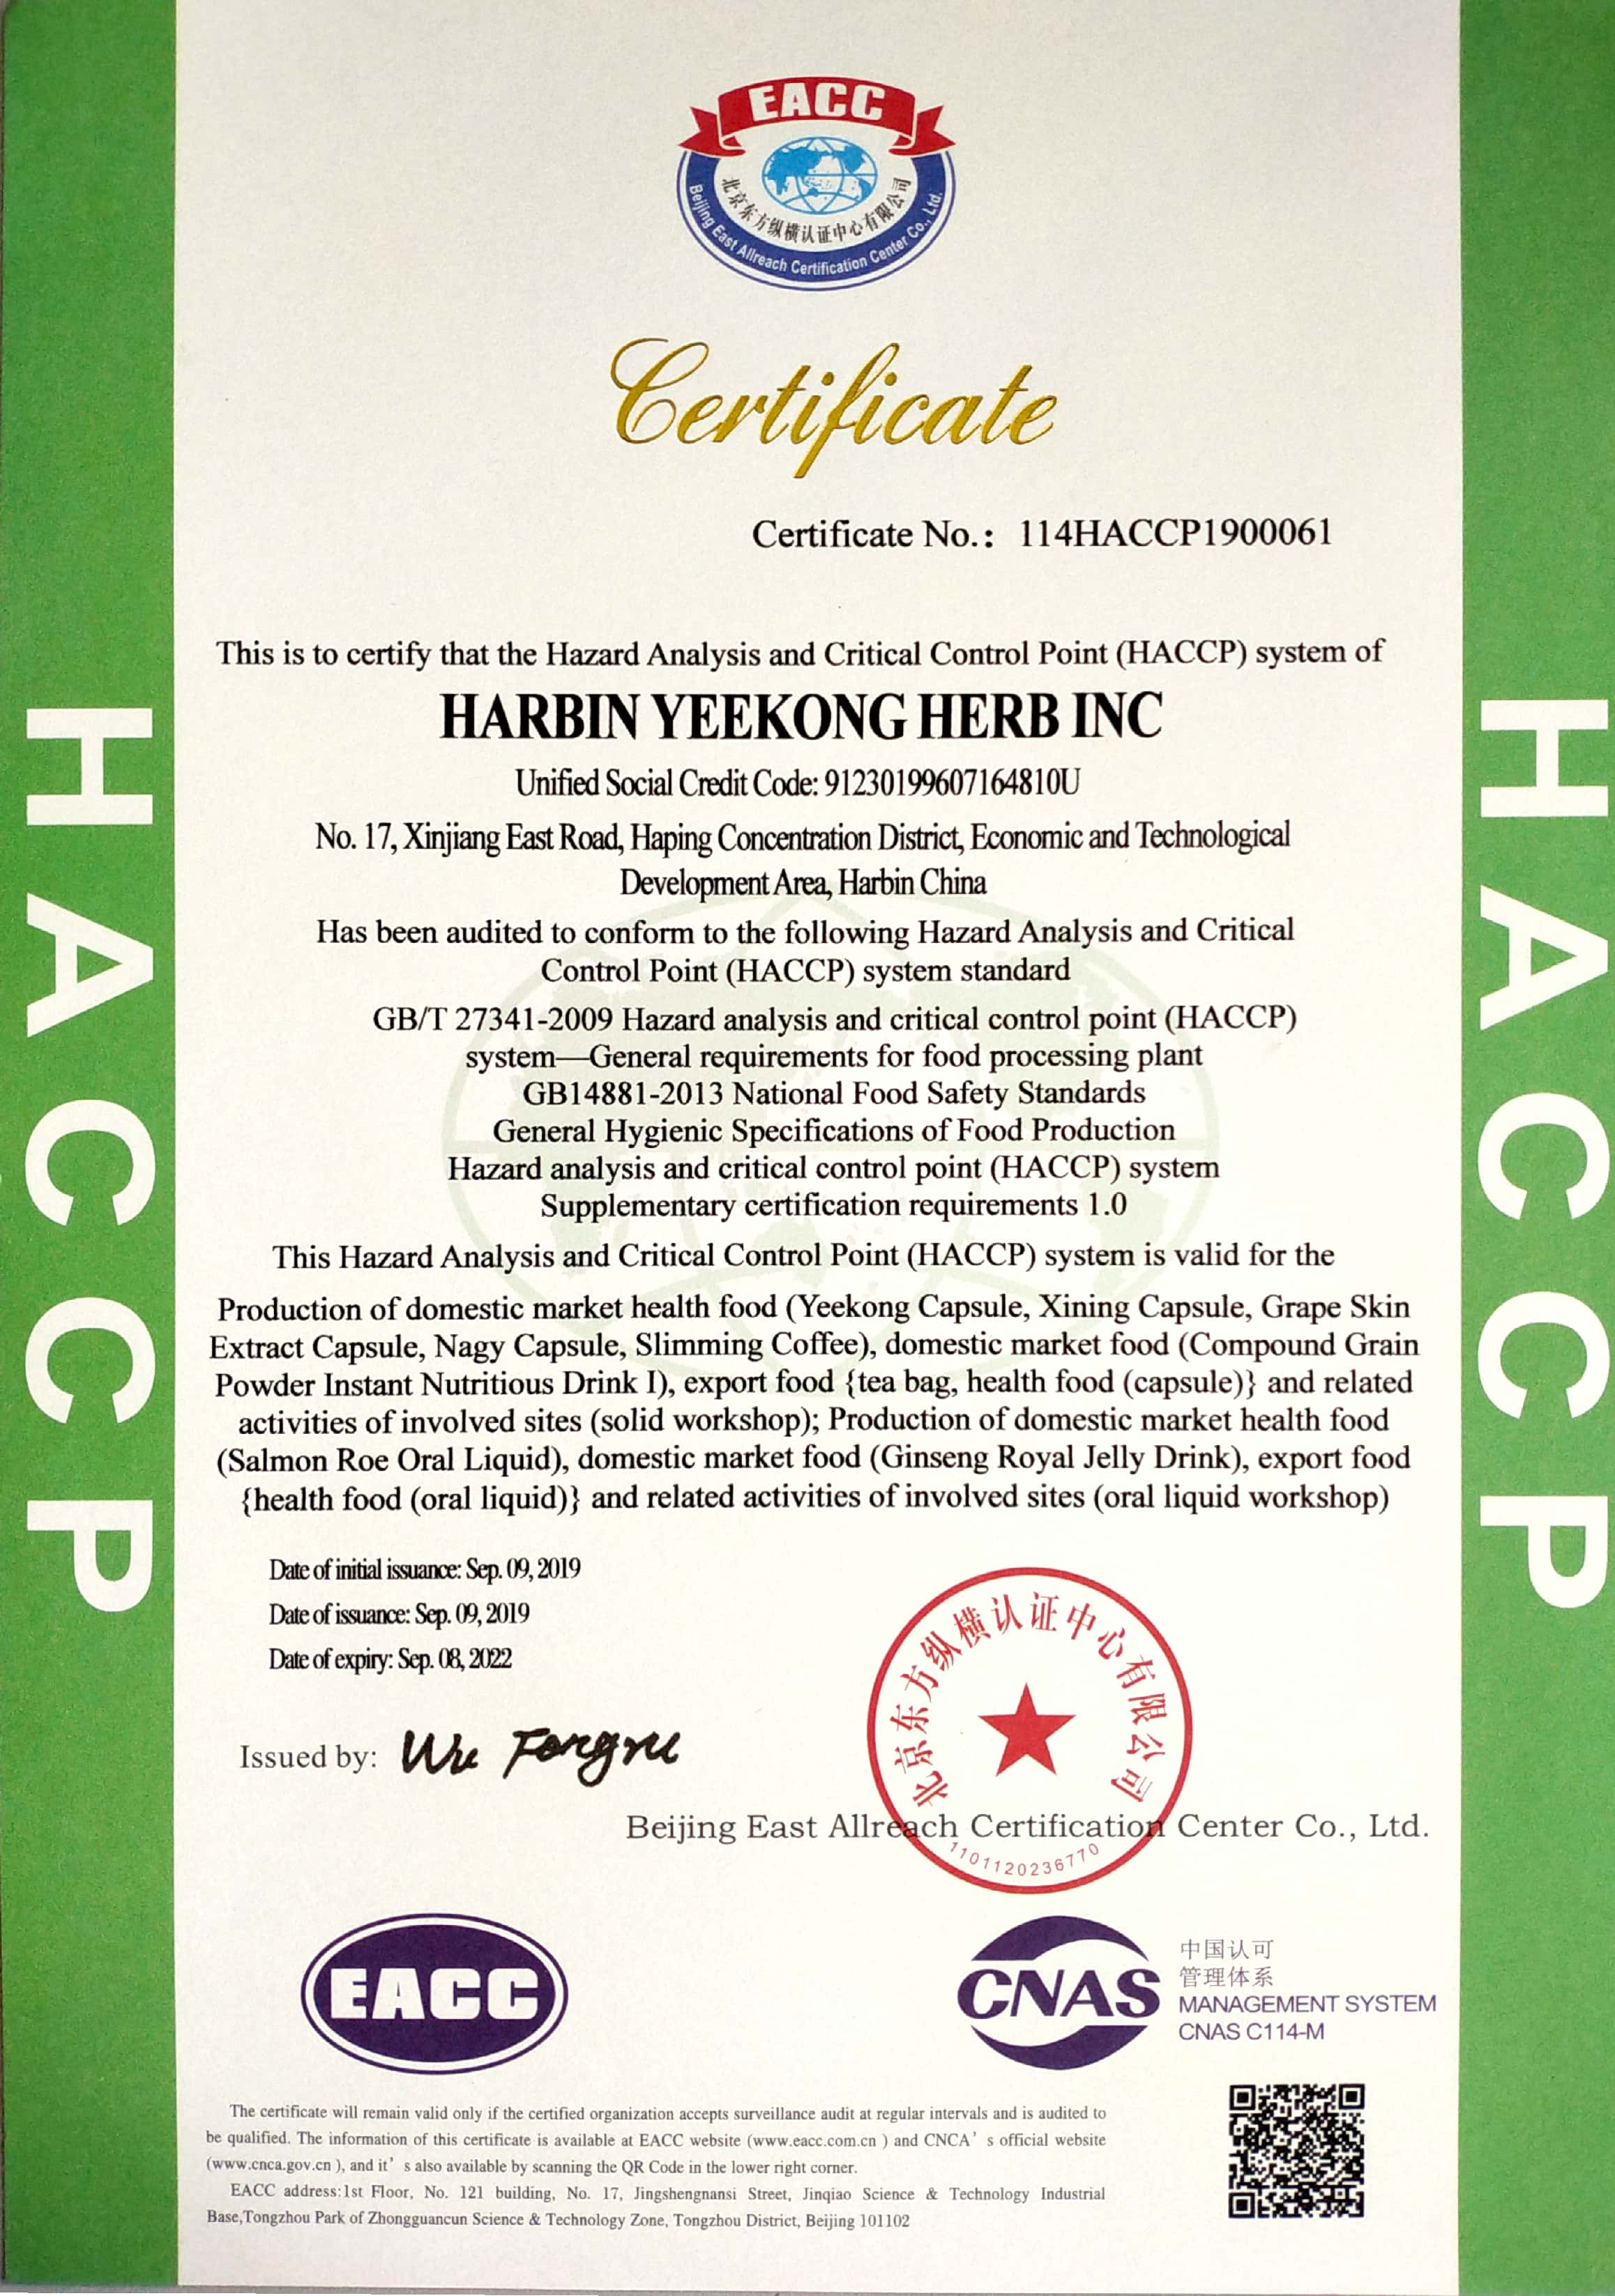 EACC
北京东方纵横认证中心有限公司
Beijing East Allreach Certification Center Co., Ltd.
Certificate
Certificate No.: 114HACCP1900061
This is to certify that the Hazard Analysis and Critical Control Point (HACCP) system of
HARBIN YEEKONG HERB INC
Unified Social Credit Code: 91230199607164810U
No. 17, Xinjiang East Road, Haping Concentration District, Economic and Technological
Development Area, Harbin China
Has been audited to conform to the following Hazard Analysis and Critical
Control Point (HACCP) system standard
GB/T 27341-2009 Hazard analysis and critical control point (HACCP)
system—General requirements for food processing plant
GB14881-2013 National Food Safety Standards
General Hygienic Specifications of Food Production
Hazard analysis and critical control point (HACCP) system
Supplementary certification requirements 1.0
This Hazard Analysis and Critical Control Point (HACCP) system is valid for the
Production of domestic market health food (Yeekong Capsule, Xining Capsule, Grape Skin
Extract Capsule, Nagy Capsule, Slimming Coffee), domestic market food (Compound Grain
Powder Instant Nutritious Drink I), export food {tea bag, health food (capsule)} and related
activities of involved sites (solid workshop); Production of domestic market health food
(Salmon Roe Oral Liquid), domestic market food (Ginseng Royal Jelly Drink), export food
{health food (oral liquid)} and related activities of involved sites (oral liquid workshop)
Date of initial issuance: Sep. 09, 2019
Date of issuance: Sep. 09, 2019
Date of expiry: Sep. 08, 2022
Issued by: Wu Fengru
北京东方纵横认证中心有限公司
Beijing East Allreach Certification Center Co., Ltd.
1101120236770
EACC
CNAS
中国认可
管理体系
MANAGEMENT SYSTEM
CNAS C114-M
The certificate will remain valid only if the certified organization accepts surveillance audit at regular intervals and is audited to
be qualified. The information of this certificate is available at EACC website (www.eacc.com.cn ) and CNCA' s official website
(www.cnca.gov.cn ), and it' s also available by scanning the QR Code in the lower right corner.
EACC address:1st Floor, No. 121 building, No. 17, Jingshengnansi Street, Jinqiao Science & Technology Industrial
Base,Tongzhou Park of Zhongguancun Science & Technology Zone, Tongzhou District, Beijing 101102
HACCP
HACCP